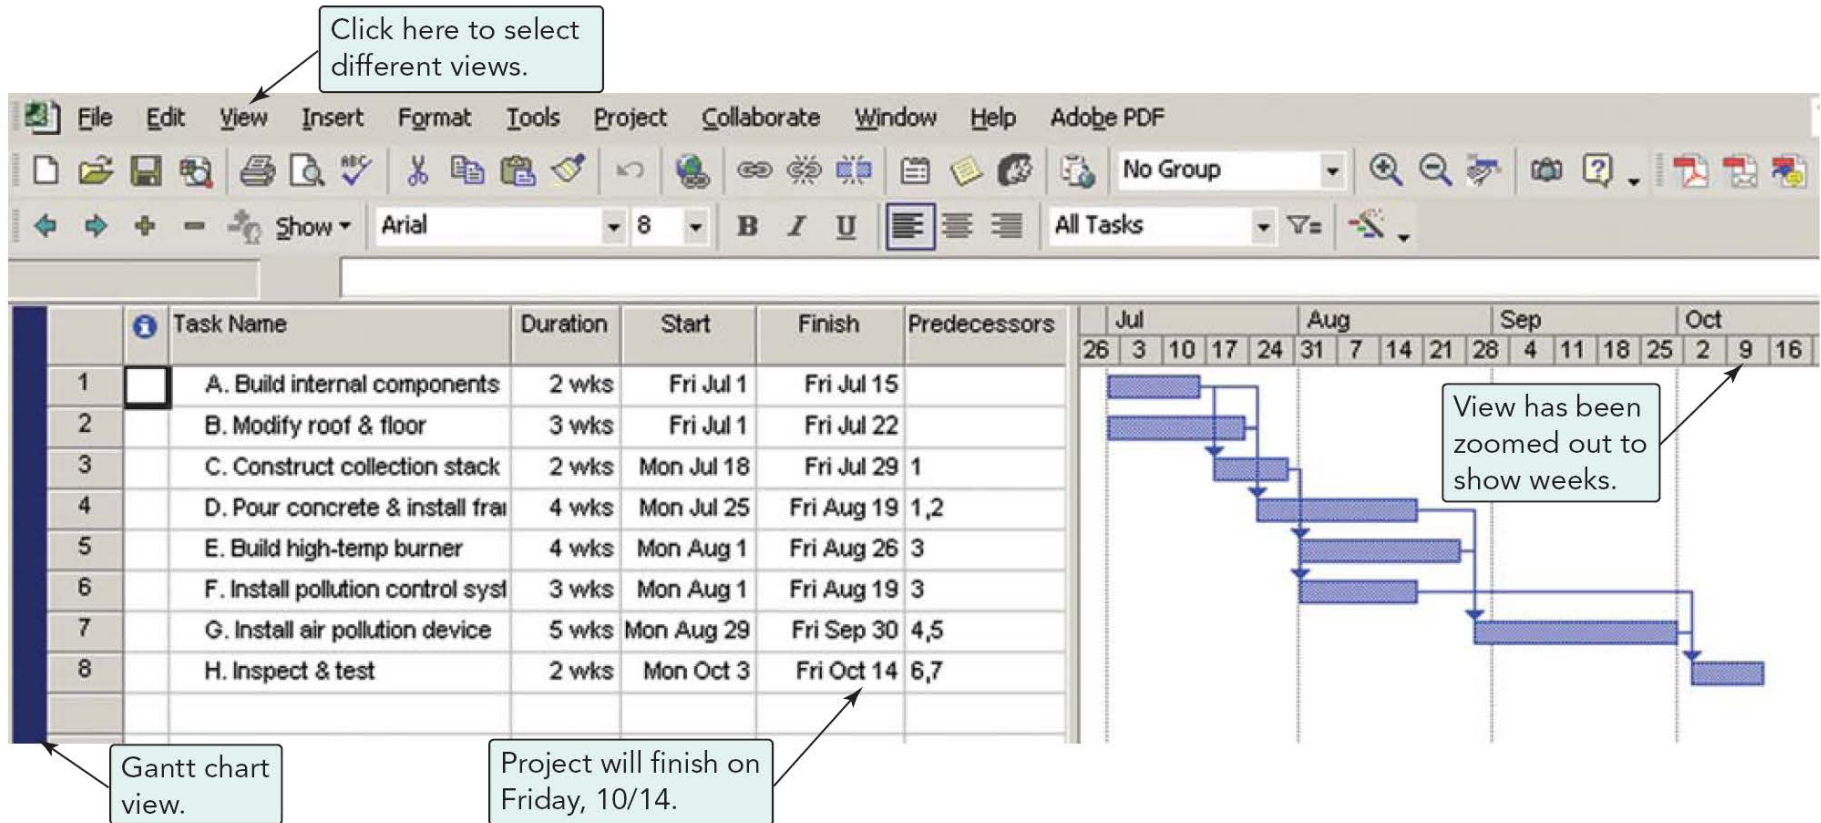 Click here to select
different views.
File Edit View Insert Format Tools Project Collaborate Window Help Adobe PDF
ABC No Group
Show Arial 8 B I U All Tasks
Task Name Duration Start Finish Predecessors Jul Aug Sep Oct
26 3 10 17 24 31 7 14 21 28 4 11 18 25 2 9 16
1 A. Build internal components 2 wks Fri Jul 1 Fri Jul 15
2 B. Modify roof & floor 3 wks Fri Jul 1 Fri Jul 22
3 C. Construct collection stack 2 wks Mon Jul 18 Fri Jul 29 1
4 D. Pour concrete & install frai 4 wks Mon Jul 25 Fri Aug 19 1,2
5 E. Build high-temp burner 4 wks Mon Aug 1 Fri Aug 26 3
6 F. Install pollution control syst 3 wks Mon Aug 1 Fri Aug 19 3
7 G. Install air pollution device 5 wks Mon Aug 29 Fri Sep 30 4,5
8 H. Inspect & test 2 wks Mon Oct 3 Fri Oct 14 6,7
View has been
zoomed out to
show weeks.
Gantt chart
view.
Project will finish on
Friday, 10/14.